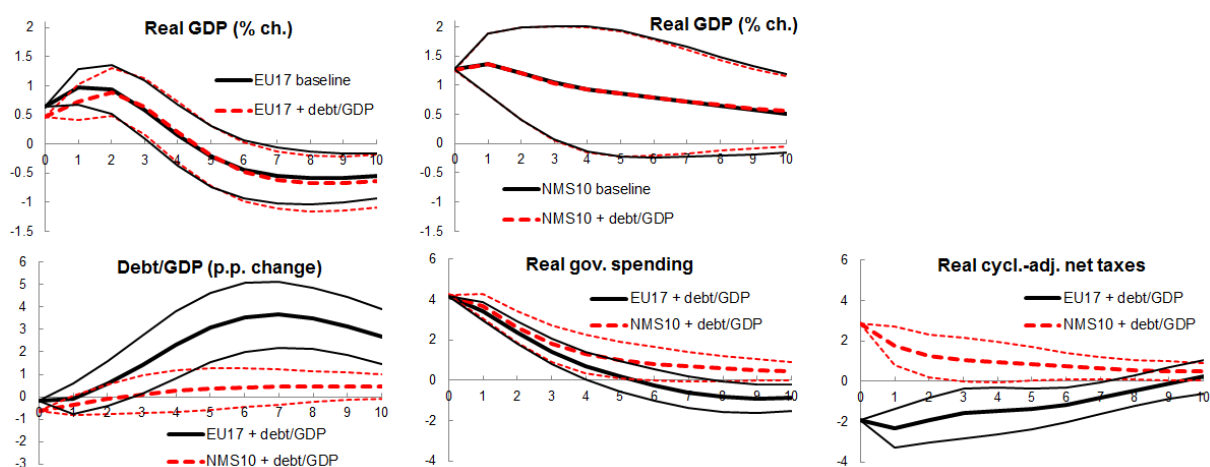 Real GDP (% ch.)
1.5
1
0.5
0
-0.5
-1
-1.5
0 1 2 3 4 5 6 7 8 9 10
EU17 baseline
EU17 + debt/GDP
Real GDP (% ch.)
2
1.5
1
0.5
0
-0.5
-1
-1.5
0 1 2 3 4 5 6 7 8 9 10
NMS10 baseline
NMS10 + debt/GDP
Debt/GDP (p.p. change)
6
5
4
3
2
1
0
-1
-2
-3
0 1 2 3 4 5 6 7 8 9 10
EU17 + debt/GDP
NMS10 + debt/GDP
Real gov. spending
6
4
2
0
-2
-4
0 1 2 3 4 5 6 7 8 9 10
EU17 + debt/GDP
NMS10 + debt/GDP
Real cycl.-adj. net taxes
6
4
2
0
-2
-4
0 1 2 3 4 5 6 7 8 9 10
EU17 + debt/GDP
NMS10 + debt/GDP